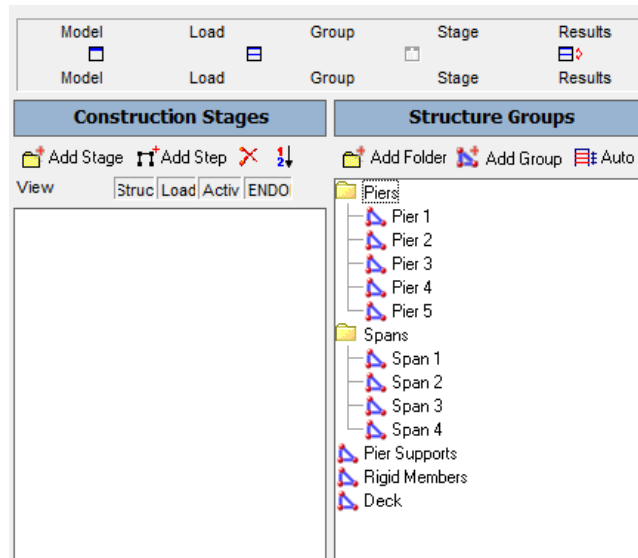 Model Load Group Stage Results
Model Load Group Stage Results
Construction Stages
Add Stage Add Step
View Struc Load Activ ENDO
Structure Groups
Add Folder Add Group Auto
Piers
Pier 1
Pier 2
Pier 3
Pier 4
Pier 5
Spans
Span 1
Span 2
Span 3
Span 4
Pier Supports
Rigid Members
Deck